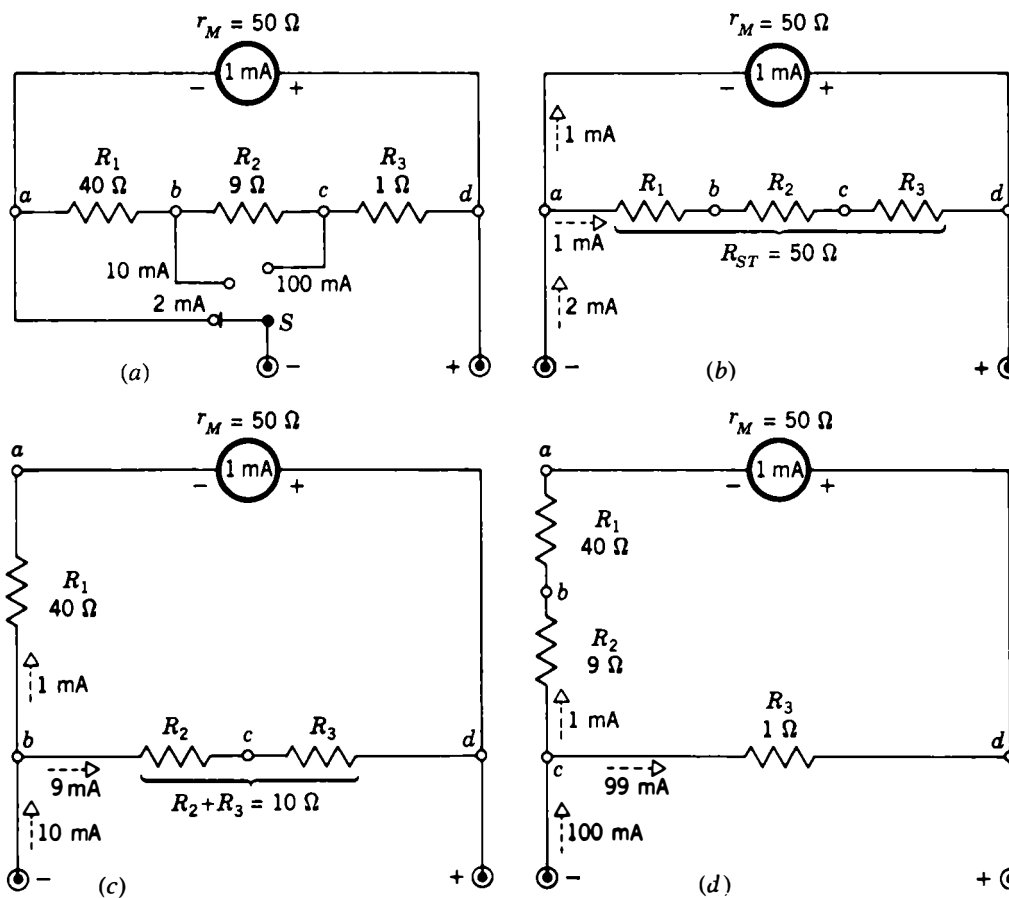 r_M = 50 Ω
1 mA
− +
R₁
40 Ω
R₂
9 Ω
R₃
1 Ω
a
b
c
d
10 mA
100 mA
2 mA
S
−
+
(a)
r_M = 50 Ω
1 mA
− +
1 mA
a
R₁
b
R₂
c
R₃
d
1 mA
R_ST = 50 Ω
2 mA
−
+
(b)
r_M = 50 Ω
a
1 mA
− +
R₁
40 Ω
1 mA
b
R₂
c
R₃
d
9 mA
R₂+R₃ = 10 Ω
10 mA
−
+
(c)
r_M = 50 Ω
a
1 mA
− +
R₁
40 Ω
b
R₂
9 Ω
1 mA
R₃
1 Ω
c
d
99 mA
100 mA
−
+
(d)